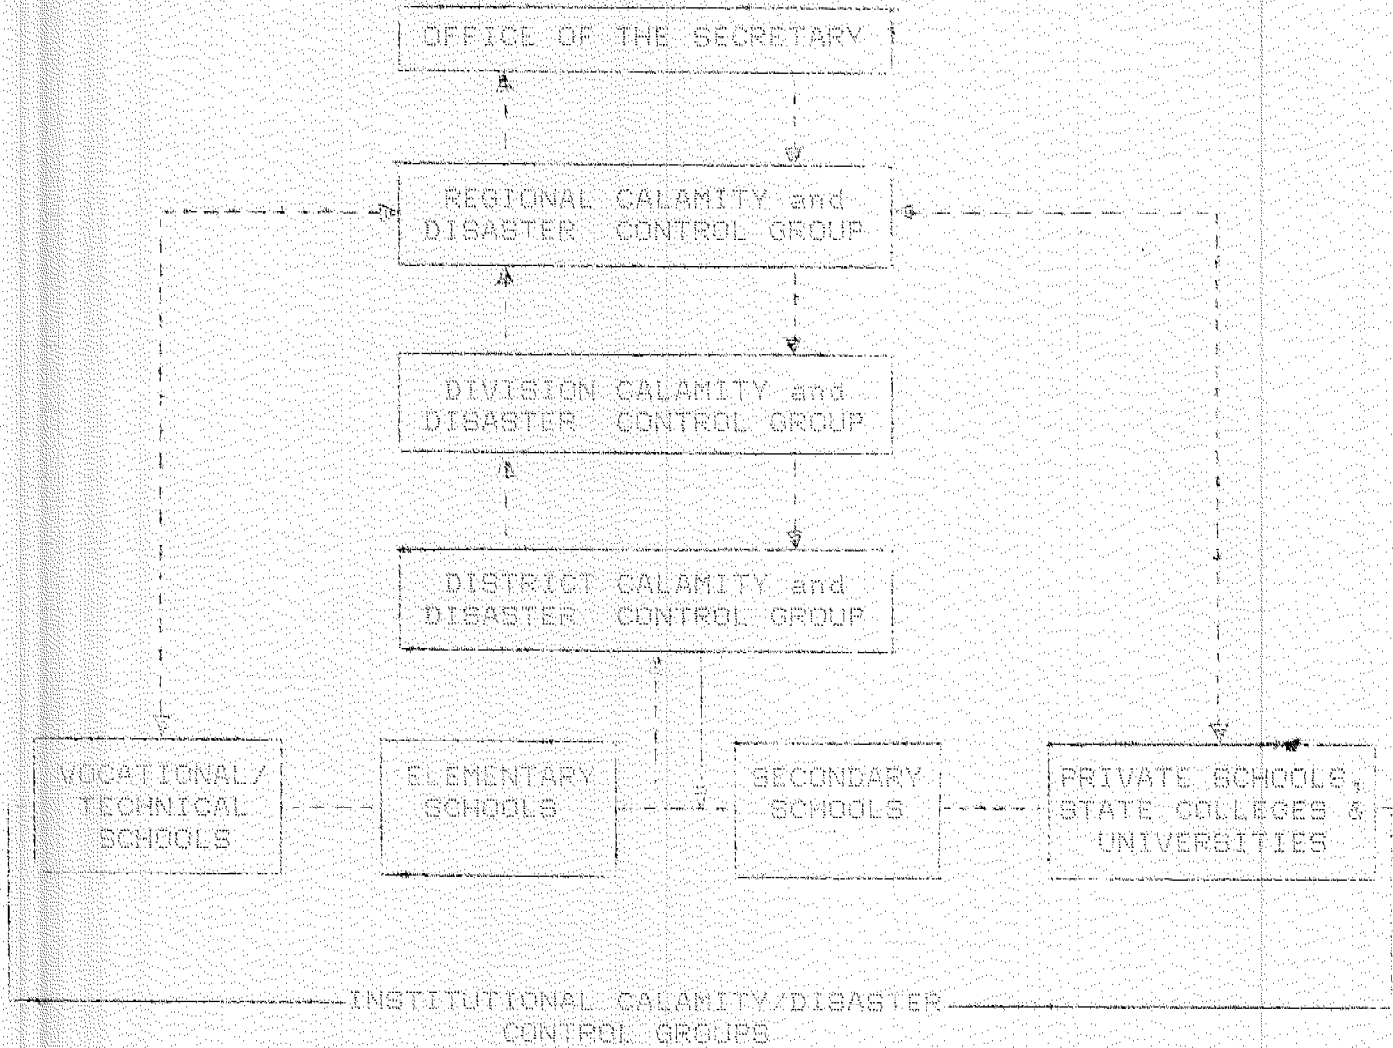 OFFICE OF THE SECRETARY
REGIONAL CALAMITY and
DISASTER CONTROL GROUP
DIVISION CALAMITY and
DISASTER CONTROL GROUP
DISTRICT CALAMITY and
DISASTER CONTROL GROUP
VOCATIONAL/
TECHNICAL
SCHOOLS
ELEMENTARY
SCHOOLS
SECONDARY
SCHOOLS
PRIVATE SCHOOLS,
STATE COLLEGES &
UNIVERSITIES
INSTITUTIONAL CALAMITY/DISASTER
CONTROL GROUPS